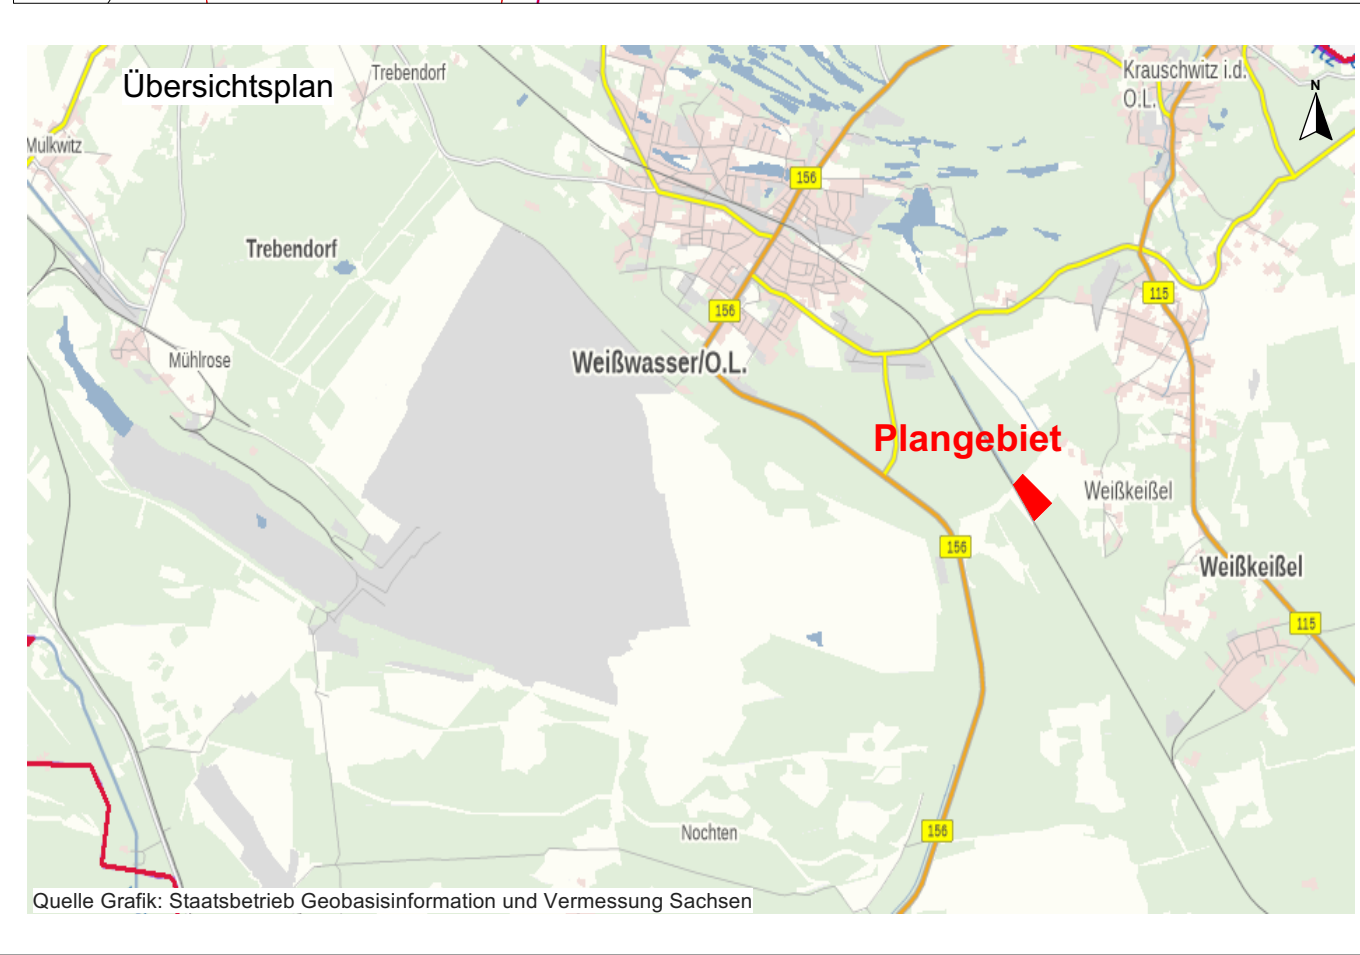 Übersichtsplan
Trebendorf
Krauschwitz i.d.
O.L.
N
Mulkwitz
156
Trebendorf
115
156
Mühlrose
Weißwasser/O.L.
Plangebiet
Weißkeißel
156
Weißkeißel
115
Nochten
156
Quelle Grafik: Staatsbetrieb Geobasisinformation und Vermessung Sachsen